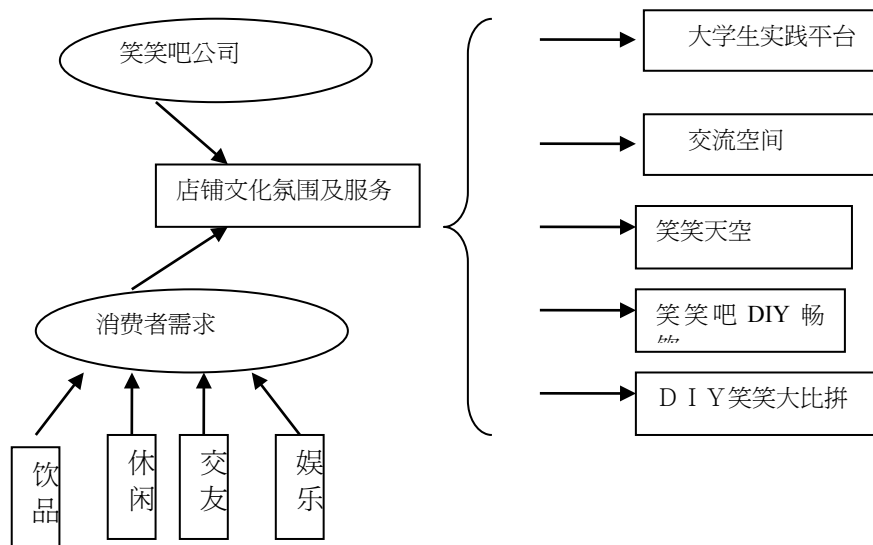 笑笑吧公司
大学生实践平台
交流空间
店铺文化氛围及服务
笑笑天空
消费者需求
笑笑吧 DIY 畅
ＤＩＹ笑笑大比拼
饮品
休闲
交友
娱乐